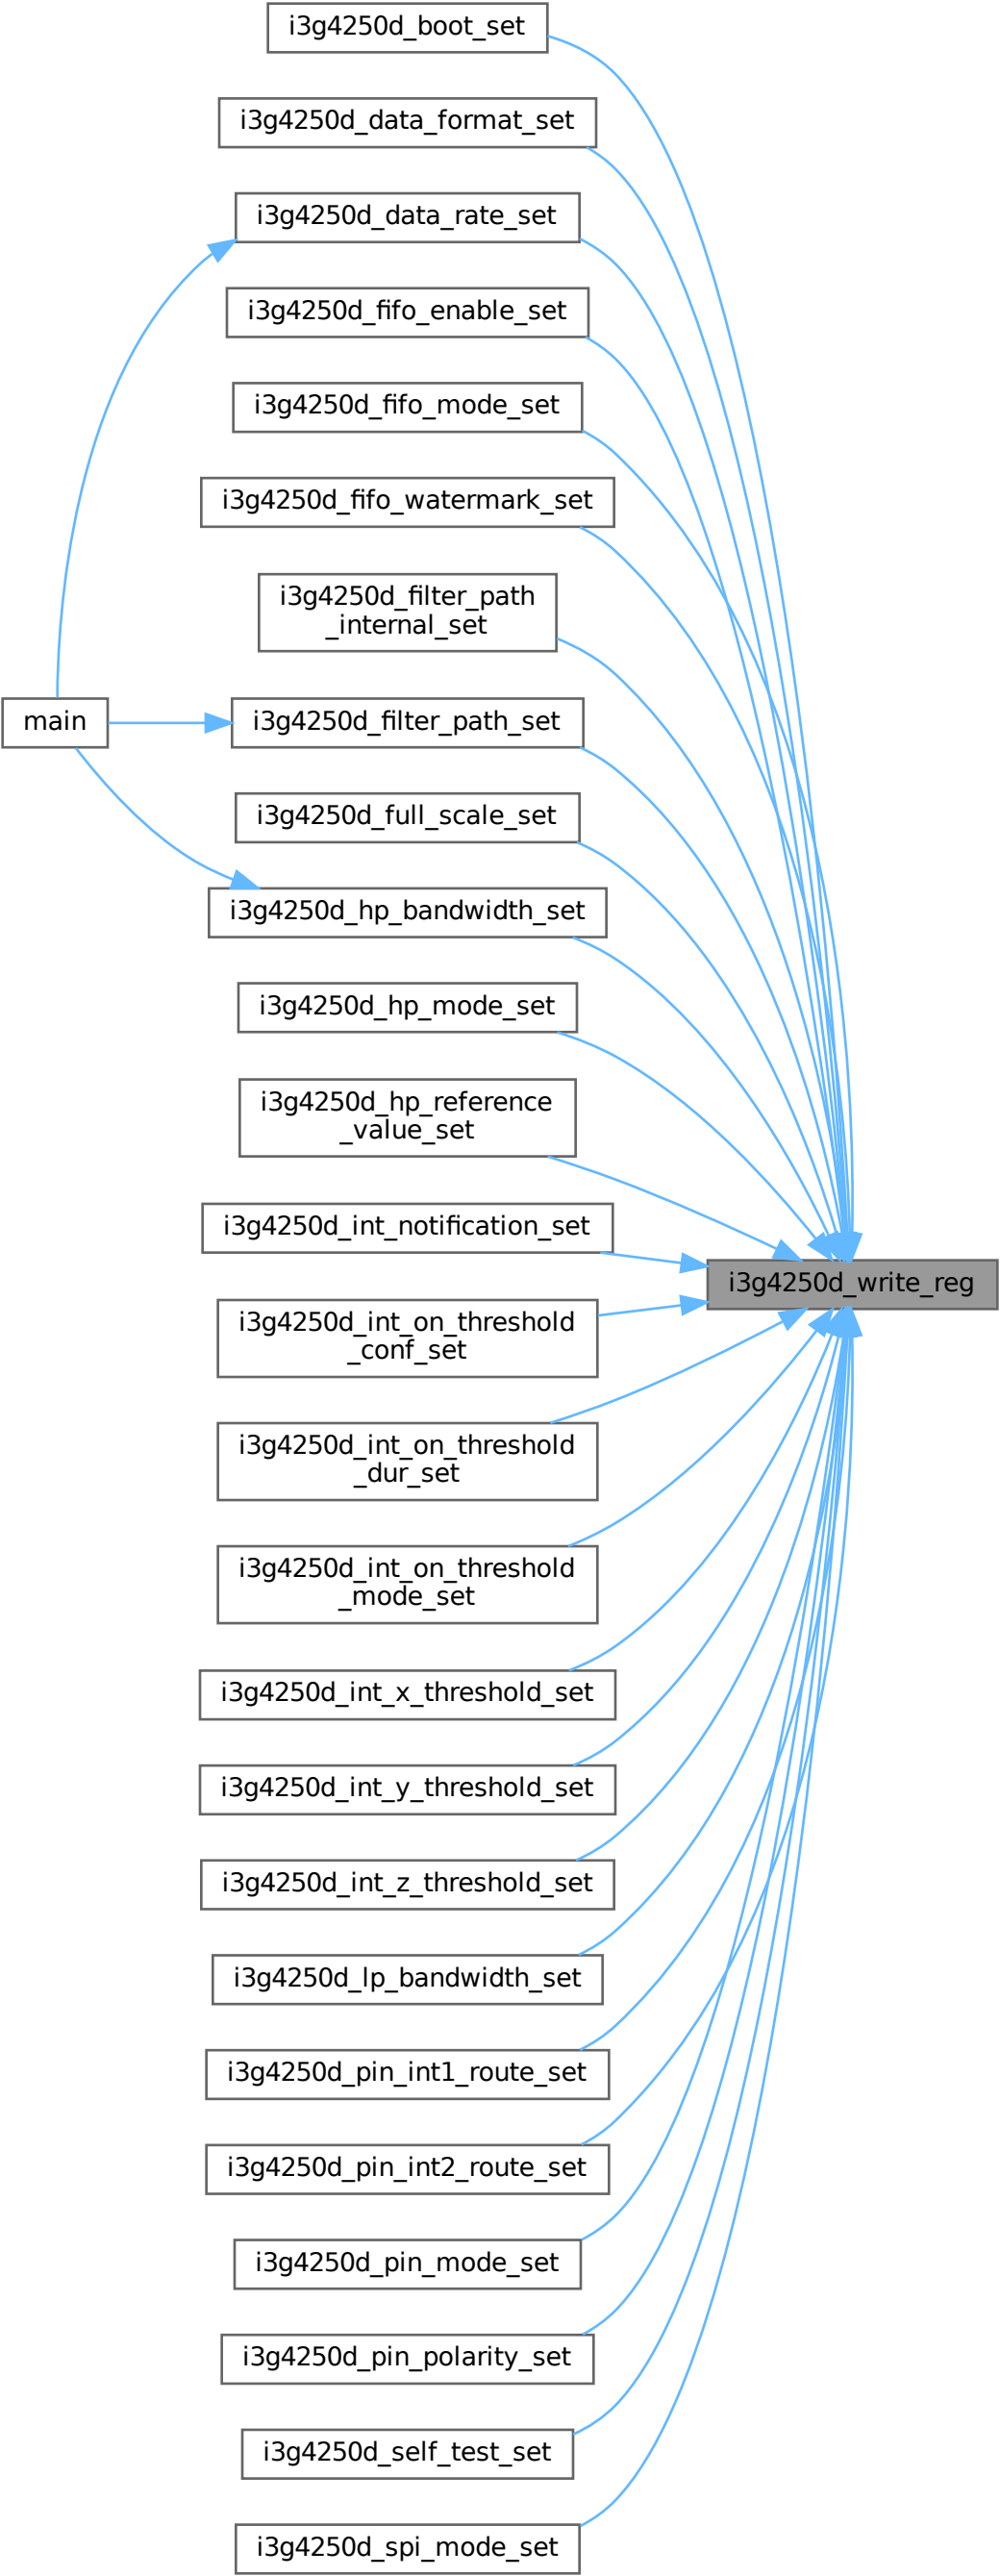 i3g4250d_boot_set
i3g4250d_data_format_set
i3g4250d_data_rate_set
i3g4250d_fifo_enable_set
i3g4250d_fifo_mode_set
i3g4250d_fifo_watermark_set
i3g4250d_filter_path
_internal_set
main
i3g4250d_filter_path_set
i3g4250d_full_scale_set
i3g4250d_hp_bandwidth_set
i3g4250d_hp_mode_set
i3g4250d_hp_reference
_value_set
i3g4250d_int_notification_set
i3g4250d_write_reg
i3g4250d_int_on_threshold
_conf_set
i3g4250d_int_on_threshold
_dur_set
i3g4250d_int_on_threshold
_mode_set
i3g4250d_int_x_threshold_set
i3g4250d_int_y_threshold_set
i3g4250d_int_z_threshold_set
i3g4250d_lp_bandwidth_set
i3g4250d_pin_int1_route_set
i3g4250d_pin_int2_route_set
i3g4250d_pin_mode_set
i3g4250d_pin_polarity_set
i3g4250d_self_test_set
i3g4250d_spi_mode_set